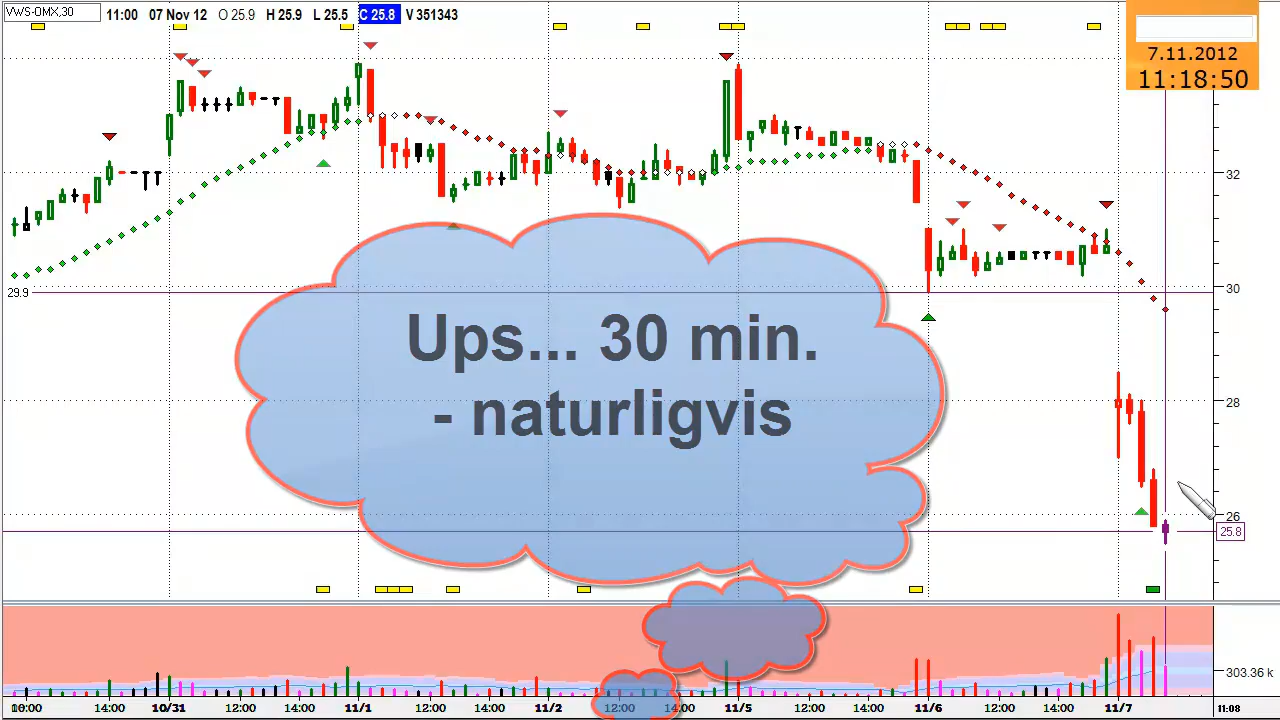 VWS-OMX,30 11:00 07 Nov 12 O 25.9 H 25.9 L 25.5 C 25.8 V 351343
7.11.2012
11:18:50
32
29.9
30
28
26
25.8
Ups... 30 min.
- naturligvis
303.36 k
14:00 10/31 12:00 14:00 11/1 12:00 14:00 11/2 12:00 14:00 11/5 12:00 14:00 11/6 12:00 14:00 11/7 11:08